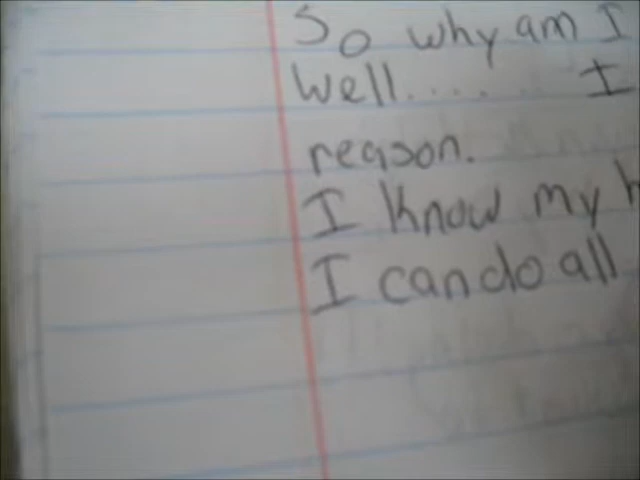 So why am I
Well..... I
reason.
I know my
I can do all